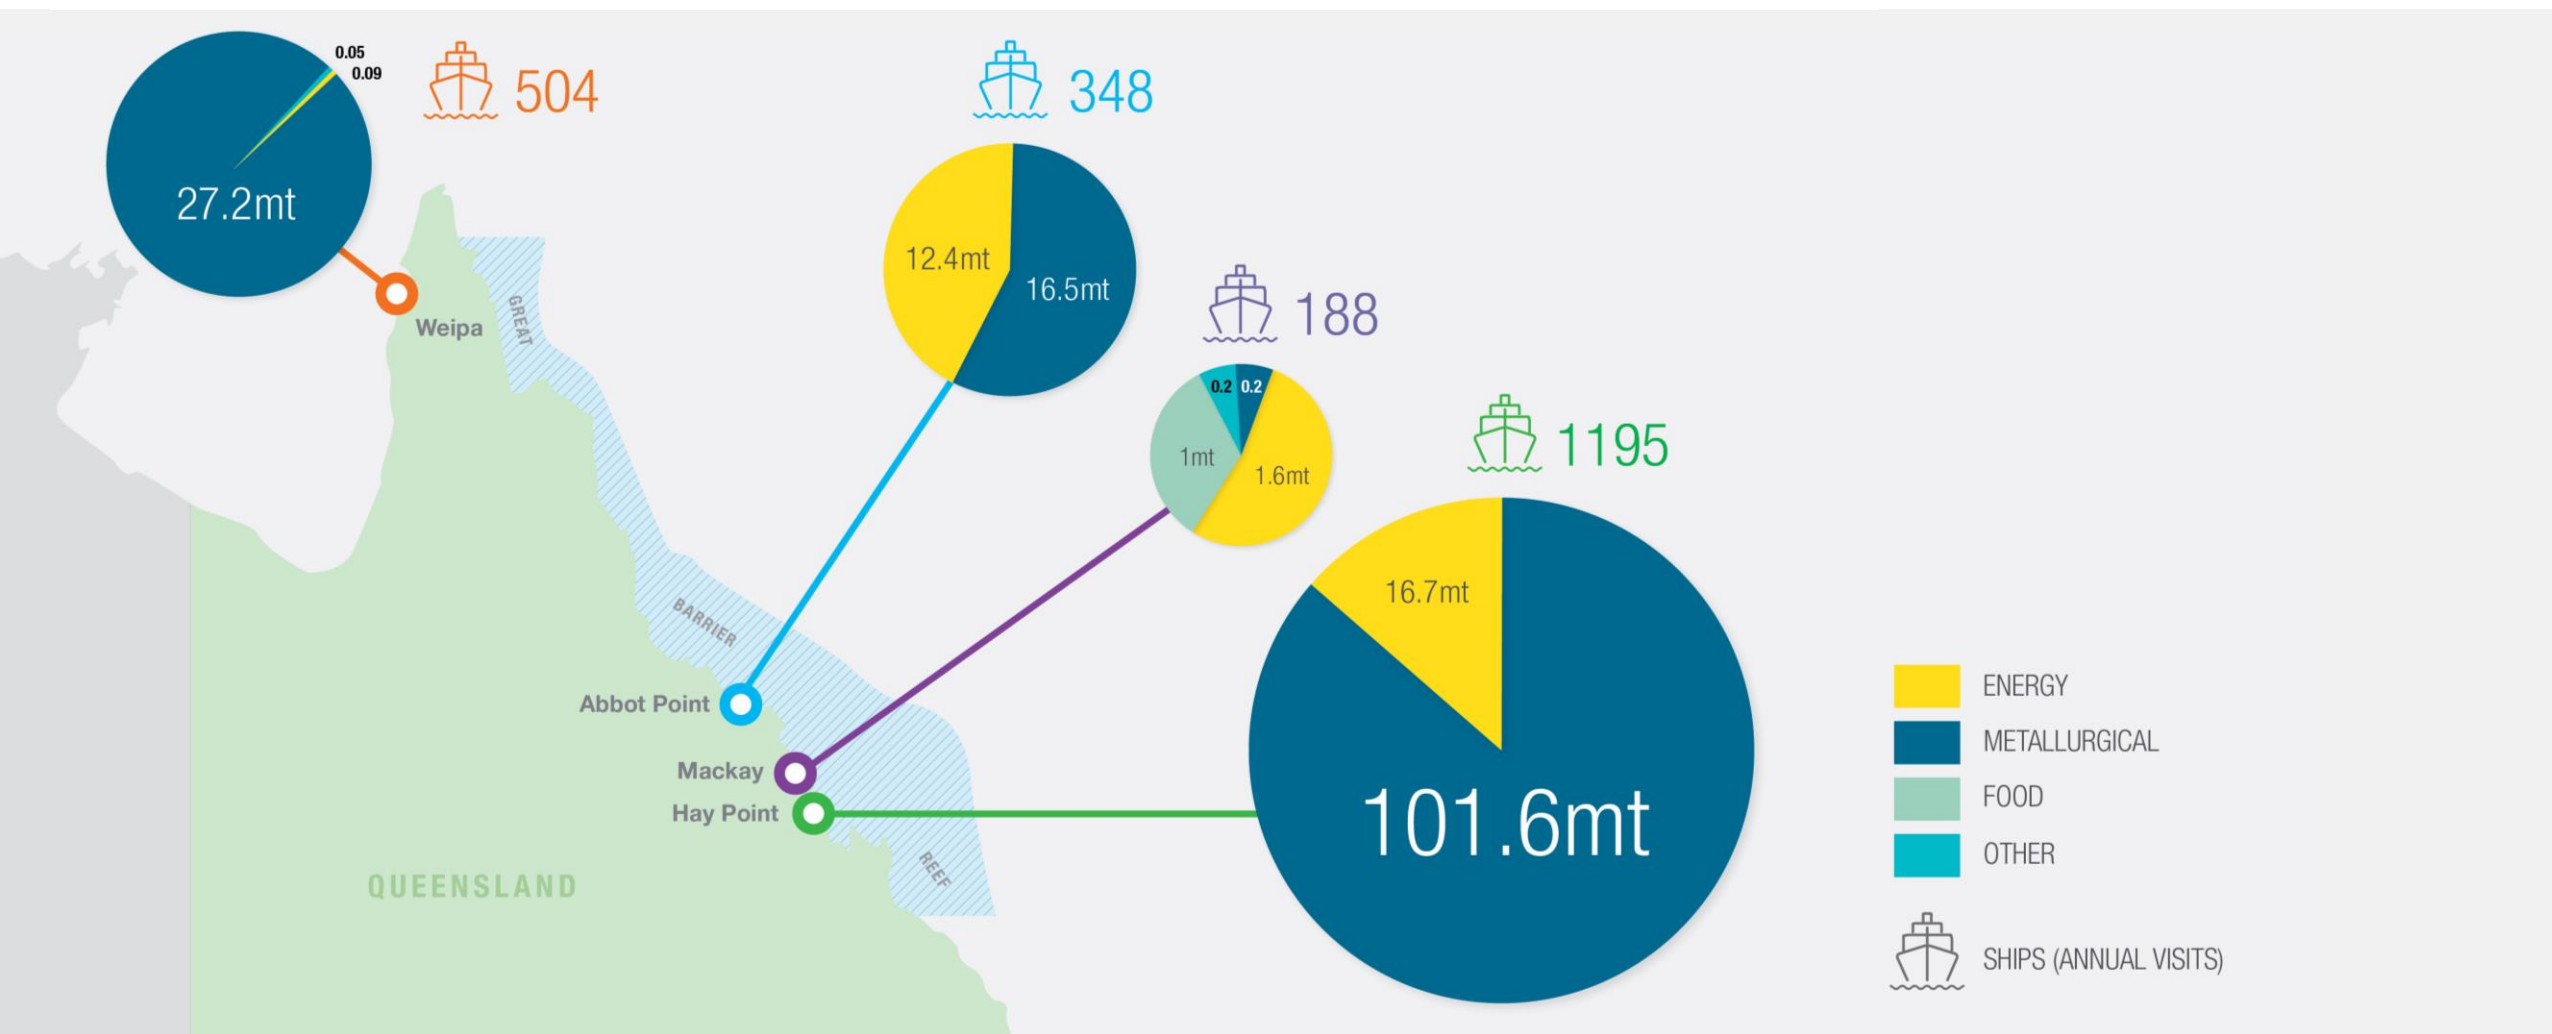 0.05
0.09
27.2mt
504
Weipa
348
12.4mt
16.5mt
Abbot Point
188
0.2
0.2
1mt
1.6mt
Mackay
1195
16.7mt
101.6mt
Hay Point
GREAT
BARRIER
REEF
QUEENSLAND
ENERGY
METALLURGICAL
FOOD
OTHER
SHIPS (ANNUAL VISITS)